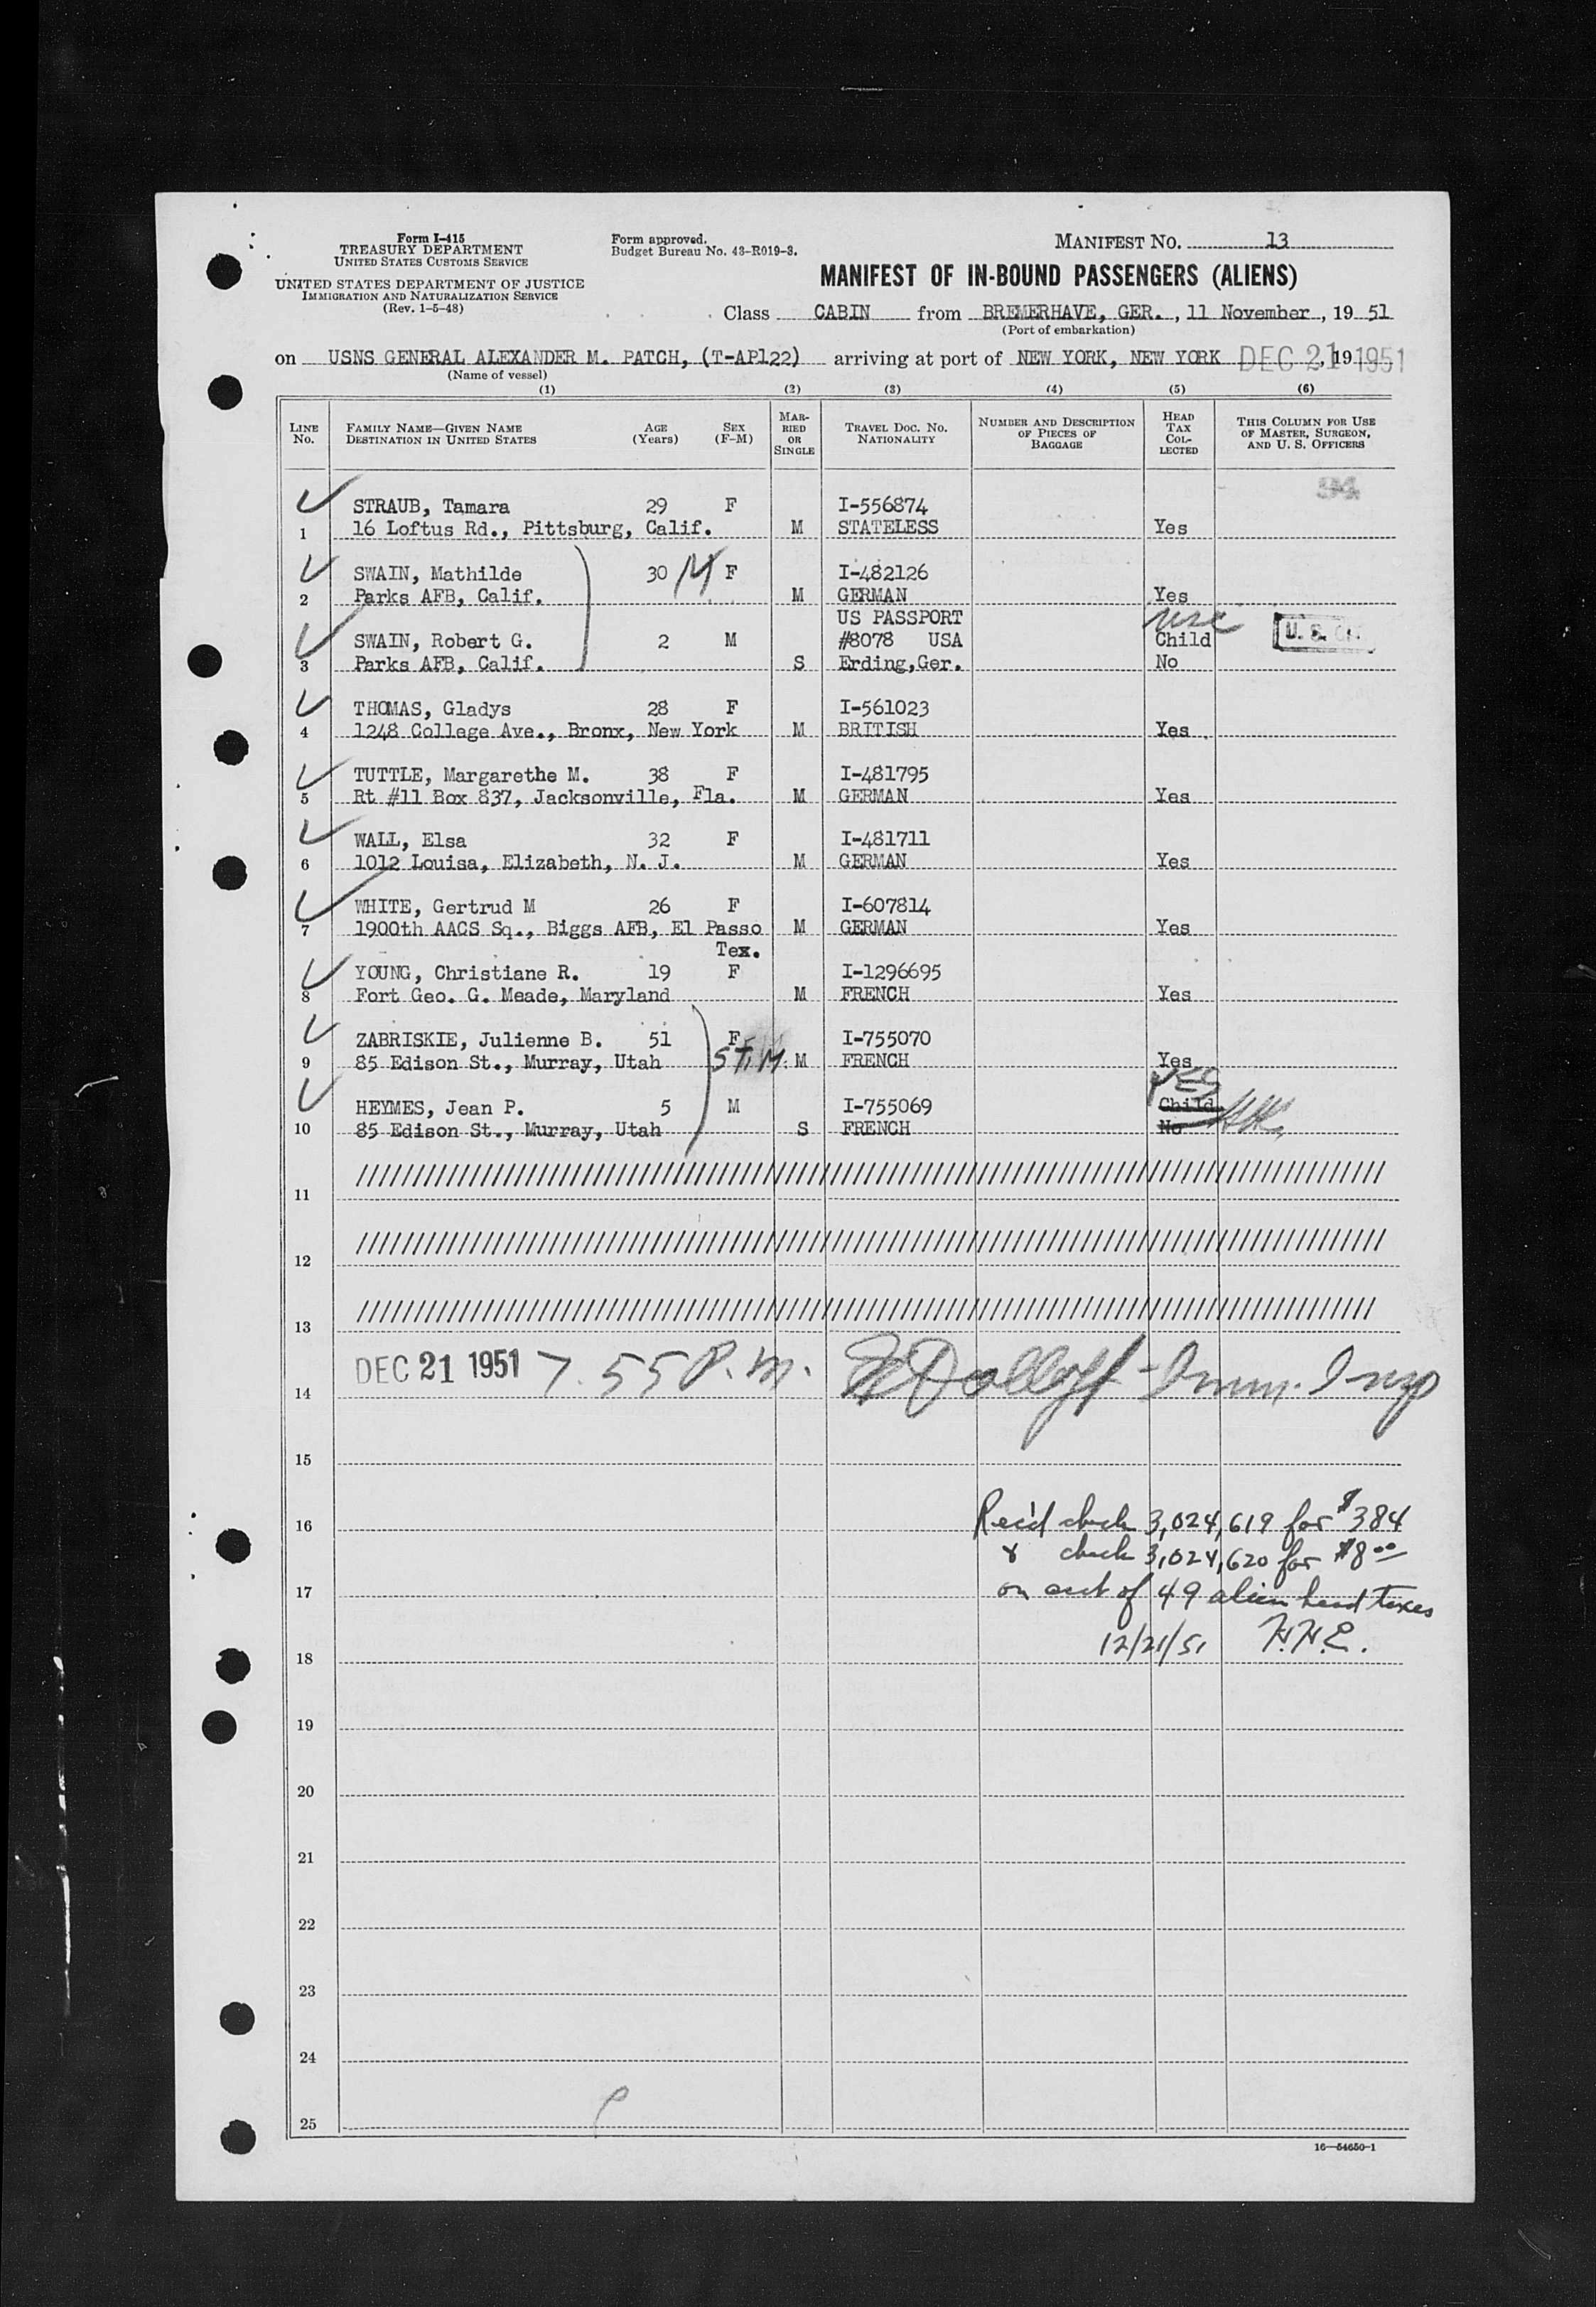 Form I-415
TREASURY DEPARTMENT
UNITED STATES CUSTOMS SERVICE
UNITED STATES DEPARTMENT OF JUSTICE
IMMIGRATION AND NATURALIZATION SERVICE
(Rev. 1-5-48)
Form approved.
Budget Bureau No. 43-R019-3.
MANIFEST NO. 13
MANIFEST OF IN-BOUND PASSENGERS (ALIENS)
Class CABIN from BREMERHAVE, GER., 11 November, 19 51
(Port of embarkation)
on USNS GENERAL ALEXANDER M. PATCH, (T-AP122) arriving at port of NEW YORK, NEW YORK DEC 21, 19 1951
(Name of vessel)
(1) (2) (3) (4) (5) (6)
LINE No. FAMILY NAME—GIVEN NAME DESTINATION IN UNITED STATES AGE (Years) SEX (F-M) MARRIED OR SINGLE TRAVEL DOC. NO. NATIONALITY NUMBER AND DESCRIPTION OF PIECES OF BAGGAGE HEAD TAX COLLECTED THIS COLUMN FOR USE OF MASTER, SURGEON, AND U. S. OFFICERS
94
STRAUB, Tamara 29 F I-556874
1 16 Loftus Rd., Pittsburg, Calif. M STATELESS Yes
SWAIN, Mathilde 30 M F I-482126
2 Parks AFB, Calif. M GERMAN Yes
US PASSPORT usc
SWAIN, Robert G. 2 M #8078 USA Child U. S. C.
3 Parks AFB, Calif. S Erding,Ger. No
THOMAS, Gladys 28 F I-561023
4 1248 College Ave., Bronx, New York M BRITISH Yes
TUTTLE, Margarethe M. 38 F I-481795
5 Rt #11 Box 837, Jacksonville, Fla. M GERMAN Yes
WALL, Elsa 32 F I-481711
6 1012 Louisa, Elizabeth, N. J. M GERMAN Yes
WHITE, Gertrud M 26 F I-607814
7 1900th AACS Sq., Biggs AFB, El Passo M GERMAN Yes
Tex.
YOUNG, Christiane R. 19 F I-1296695
8 Fort Geo. G. Meade, Maryland M FRENCH Yes
ZABRISKIE, Julienne B. 51 F I-755070
9 85 Edison St., Murray, Utah St. M. M FRENCH Yes
YES
HEYMES, Jean P. 5 M I-755069 Child
10 85 Edison St., Murray, Utah S FRENCH No
11
12
13
DEC 21 1951 7.55 P.m. Dolloff - Imm. Insp
14
15
Rec'd check 3,024,619 for $384
16
& check 3,024,620 for $8 00
17 on acct of 49 alien head taxes
12/21/51 H.H.E.
18
19
20
21
22
23
24
25
16—54650-1